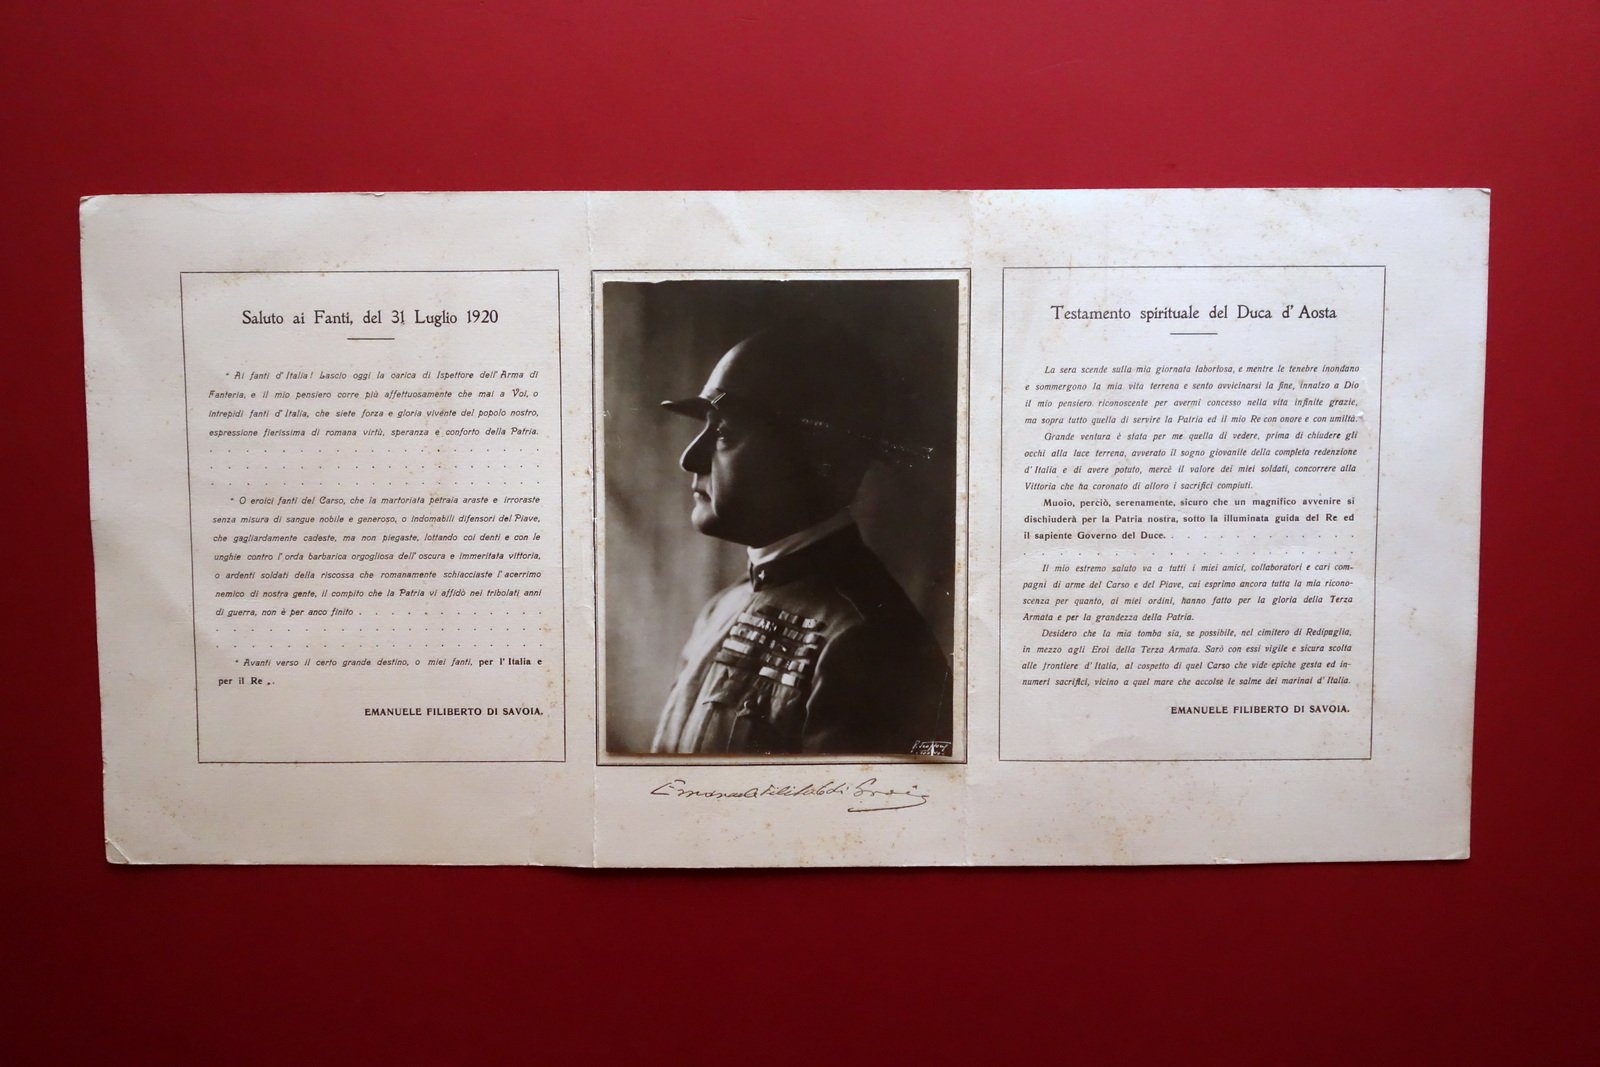 Saluto ai Fanti, del 31 Luglio 1920
" Ai fanti d'Italia! Lascio oggi la carica di Ispettore dell'Arma di
Fanteria, e il mio pensiero corre più affettuosamente che mai a Voi, o
intrepidi fanti d'Italia, che siete forza e gloria vivente del popolo nostro,
espressione fierissima di romana virtù, speranza e conforto della Patria.
" O eroici fanti del Carso, che la martoriata petraia araste e irroraste
senza misura di sangue nobile e generoso, o indomabili difensori del Piave,
che gagliardamente cadeste, ma non piegaste, lottando coi denti e con le
unghie contro l'orda barbarica orgogliosa dell'oscura e immeritata vittoria,
o ardenti soldati della riscossa che romanamente schiacciaste l'acerrimo
nemico di nostra gente, il compito che la Patria vi affidò nei tribolati anni
di guerra, non è per anco finito . . . . . . . . . . . .
" Avanti verso il certo grande destino, o miei fanti, per l'Italia e
per il Re „.
EMANUELE FILIBERTO DI SAVOIA.
Emanuele Filiberto di Savoia
Testamento spirituale del Duca d'Aosta
La sera scende sulla mia giornata laboriosa, e mentre le tenebre inondano
e sommergono la mia vita terrena e sento avvicinarsi la fine, innalzo a Dio
il mio pensiero riconoscente per avermi concesso nella vita infinite grazie,
ma sopra tutto quella di servire la Patria ed il mio Re con onore e con umiltà.
Grande ventura è stata per me quella di vedere, prima di chiudere gli
occhi alla luce terrena, avverato il sogno giovanile della completa redenzione
d'Italia e di avere potuto, mercè il valore dei miei soldati, concorrere alla
Vittoria che ha coronato di alloro i sacrifici compiuti.
Muoio, perciò, serenamente, sicuro che un magnifico avvenire si
dischiuderà per la Patria nostra, sotto la illuminata guida del Re ed
il sapiente Governo del Duce. . . . . . . . . . . . .
Il mio estremo saluto va a tutti i miei amici, collaboratori e cari com-
pagni di arme del Carso e del Piave, cui esprimo ancora tutta la mia ricono-
scenza per quanto, ai miei ordini, hanno fatto per la gloria della Terza
Armata e per la grandezza della Patria.
Desidero che la mia tomba sia, se possibile, nel cimitero di Redipuglia,
in mezzo agli Eroi della Terza Armata. Sarò con essi vigile e sicura scolta
alle frontiere d'Italia, al cospetto di quel Carso che vide epiche gesta ed in-
numeri sacrifici, vicino a quel mare che accolse le salme dei marinai d'Italia.
EMANUELE FILIBERTO DI SAVOIA.